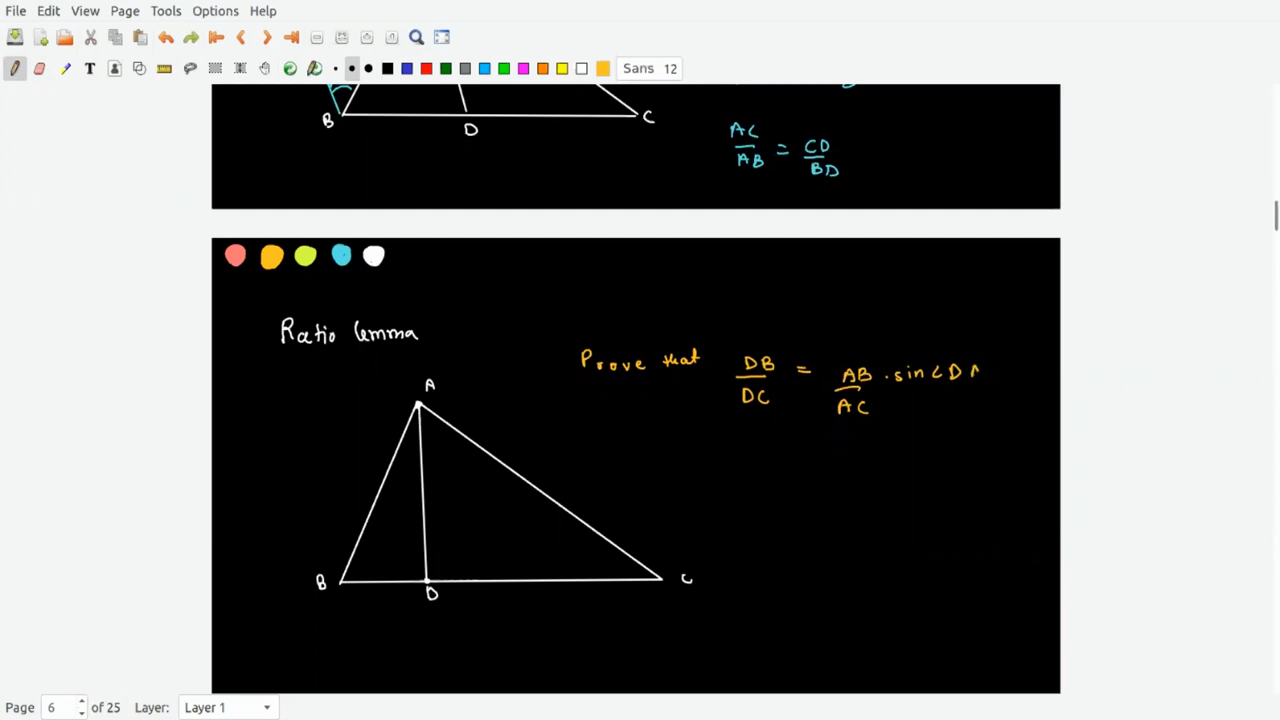 File Edit View Page Tools Options Help
Sans 12
B D C
AC/AB = CD/BD
Ratio lemma
Prove that DB/DC = AB/AC · sin∠DA
A
B D C
Page 6 of 25 Layer: Layer 1